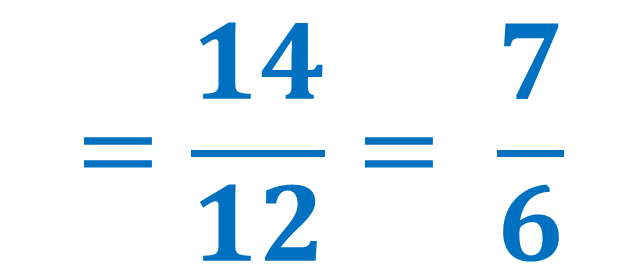 = 14/12 = 7/6